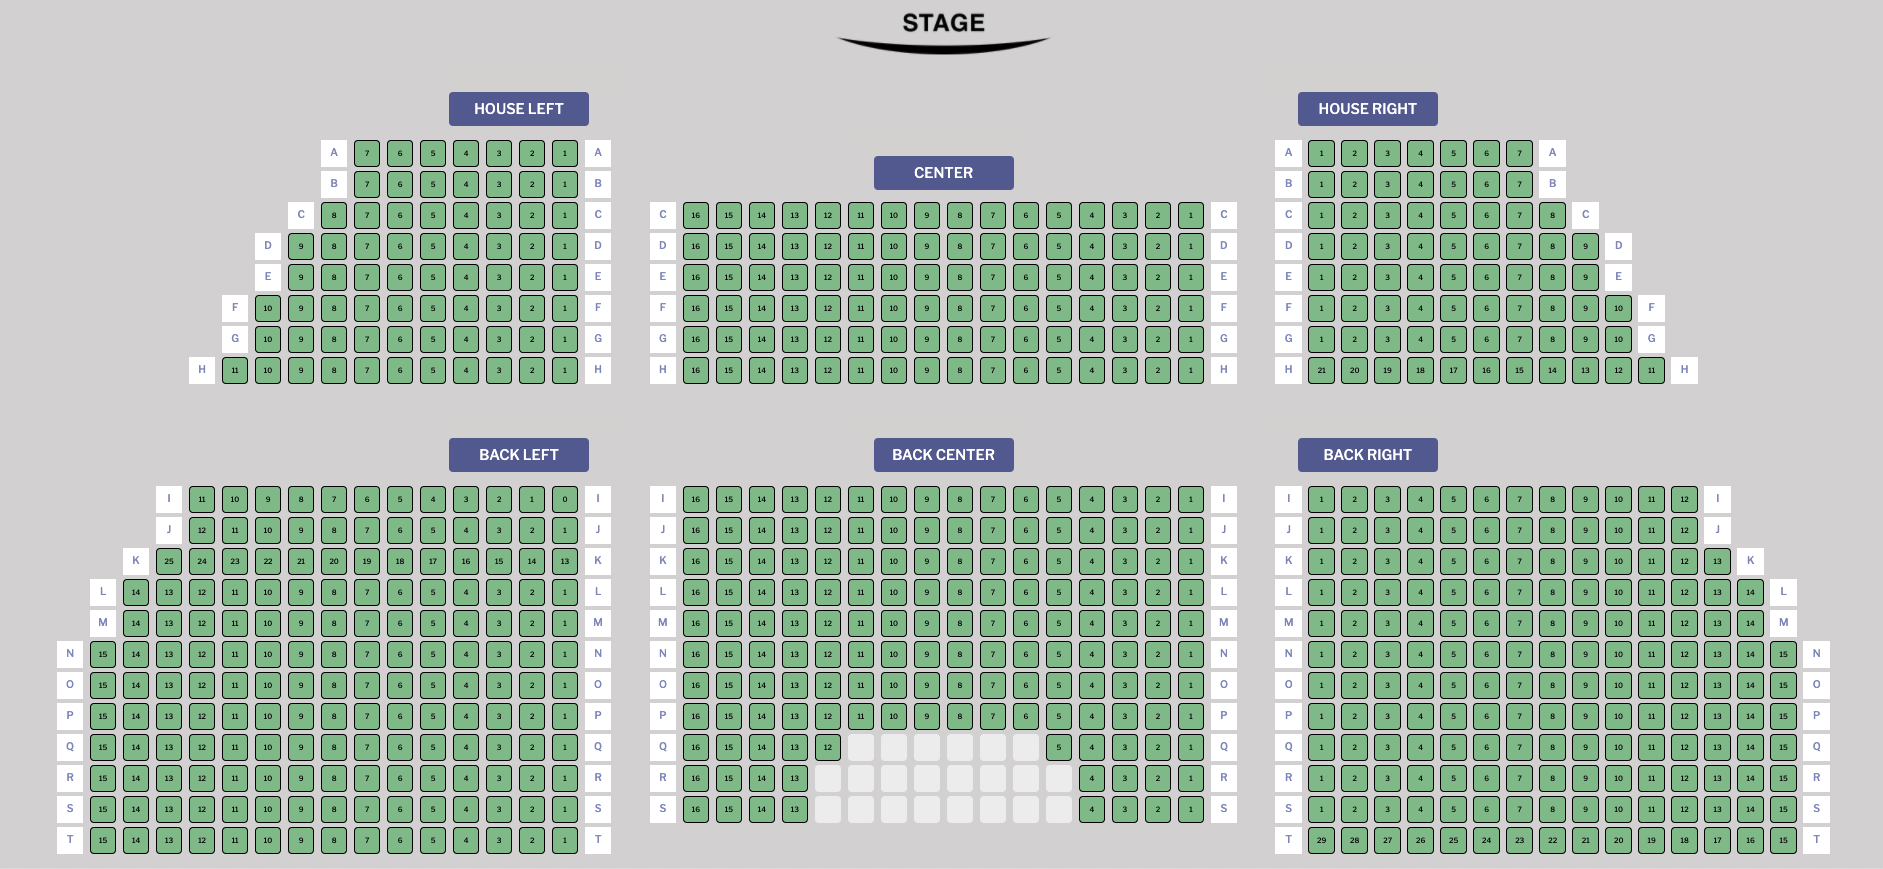 STAGE
HOUSE LEFT
HOUSE RIGHT
A 7 6 5 4 3 2 1 A
A 1 2 3 4 5 6 7 A
B 7 6 5 4 3 2 1 B
CENTER
B 1 2 3 4 5 6 7 B
C 8 7 6 5 4 3 2 1 C
C 16 15 14 13 12 11 10 9 8 7 6 5 4 3 2 1 C
C 1 2 3 4 5 6 7 8 C
D 9 8 7 6 5 4 3 2 1 D
D 16 15 14 13 12 11 10 9 8 7 6 5 4 3 2 1 D
D 1 2 3 4 5 6 7 8 9 D
E 9 8 7 6 5 4 3 2 1 E
E 16 15 14 13 12 11 10 9 8 7 6 5 4 3 2 1 E
E 1 2 3 4 5 6 7 8 9 E
F 10 9 8 7 6 5 4 3 2 1 F
F 16 15 14 13 12 11 10 9 8 7 6 5 4 3 2 1 F
F 1 2 3 4 5 6 7 8 9 10 F
G 10 9 8 7 6 5 4 3 2 1 G
G 16 15 14 13 12 11 10 9 8 7 6 5 4 3 2 1 G
G 1 2 3 4 5 6 7 8 9 10 G
H 11 10 9 8 7 6 5 4 3 2 1 H
H 16 15 14 13 12 11 10 9 8 7 6 5 4 3 2 1 H
H 21 20 19 18 17 16 15 14 13 12 11 H
BACK LEFT
BACK CENTER
BACK RIGHT
I 11 10 9 8 7 6 5 4 3 2 1 0 I
I 16 15 14 13 12 11 10 9 8 7 6 5 4 3 2 1 I
I 1 2 3 4 5 6 7 8 9 10 11 12 I
J 12 11 10 9 8 7 6 5 4 3 2 1 J
J 16 15 14 13 12 11 10 9 8 7 6 5 4 3 2 1 J
J 1 2 3 4 5 6 7 8 9 10 11 12 J
K 25 24 23 22 21 20 19 18 17 16 15 14 13 K
K 16 15 14 13 12 11 10 9 8 7 6 5 4 3 2 1 K
K 1 2 3 4 5 6 7 8 9 10 11 12 13 K
L 14 13 12 11 10 9 8 7 6 5 4 3 2 1 L
L 16 15 14 13 12 11 10 9 8 7 6 5 4 3 2 1 L
L 1 2 3 4 5 6 7 8 9 10 11 12 13 14 L
M 14 13 12 11 10 9 8 7 6 5 4 3 2 1 M
M 16 15 14 13 12 11 10 9 8 7 6 5 4 3 2 1 M
M 1 2 3 4 5 6 7 8 9 10 11 12 13 14 M
N 15 14 13 12 11 10 9 8 7 6 5 4 3 2 1 N
N 16 15 14 13 12 11 10 9 8 7 6 5 4 3 2 1 N
N 1 2 3 4 5 6 7 8 9 10 11 12 13 14 15 N
O 15 14 13 12 11 10 9 8 7 6 5 4 3 2 1 O
O 16 15 14 13 12 11 10 9 8 7 6 5 4 3 2 1 O
O 1 2 3 4 5 6 7 8 9 10 11 12 13 14 15 O
P 15 14 13 12 11 10 9 8 7 6 5 4 3 2 1 P
P 16 15 14 13 12 11 10 9 8 7 6 5 4 3 2 1 P
P 1 2 3 4 5 6 7 8 9 10 11 12 13 14 15 P
Q 15 14 13 12 11 10 9 8 7 6 5 4 3 2 1 Q
Q 16 15 14 13 12 5 4 3 2 1 Q
Q 1 2 3 4 5 6 7 8 9 10 11 12 13 14 15 Q
R 15 14 13 12 11 10 9 8 7 6 5 4 3 2 1 R
R 16 15 14 13 4 3 2 1 R
R 1 2 3 4 5 6 7 8 9 10 11 12 13 14 15 R
S 15 14 13 12 11 10 9 8 7 6 5 4 3 2 1 S
S 16 15 14 13 4 3 2 1 S
S 1 2 3 4 5 6 7 8 9 10 11 12 13 14 15 S
T 15 14 13 12 11 10 9 8 7 6 5 4 3 2 1 T
T 29 28 27 26 25 24 23 22 21 20 19 18 17 16 15 T